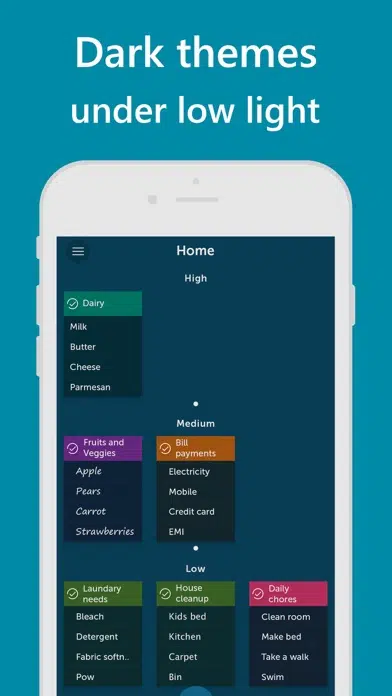 Dark themes
under low light
Home
High
Dairy
Milk
Butter
Cheese
Parmesan
Medium
Fruits and
Veggies
Apple
Pears
Carrot
Strawberries
Bill
payments
Electricity
Mobile
Credit card
EMI
Low
Laundary
needs
Bleach
Detergent
Fabric softn..
Pow
House
cleanup
Kids bed
Kitchen
Carpet
Bin
Daily
chores
Clean room
Make bed
Take a walk
Swim